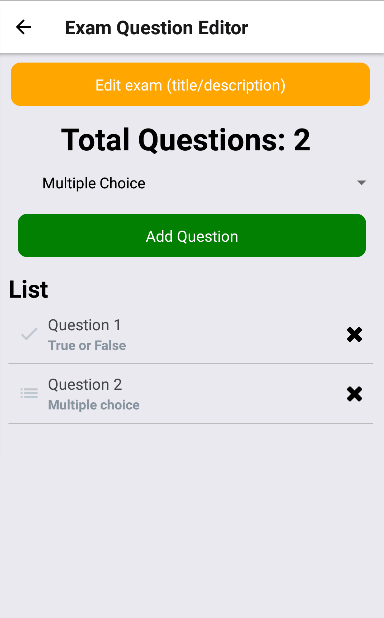 Exam Question Editor
Edit exam (title/description)
Total Questions: 2
Multiple Choice
Add Question
List
Question 1
True or False
Question 2
Multiple choice